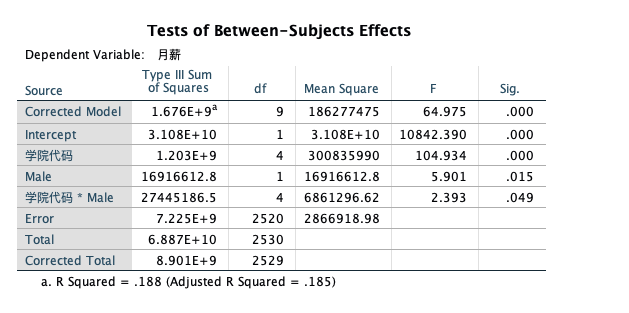 Tests of Between-Subjects Effects
Dependent Variable: 月薪
Source Type III Sum of Squares df Mean Square F Sig.
Corrected Model 1.676E+9a 9 186277475 64.975 .000
Intercept 3.108E+10 1 3.108E+10 10842.390 .000
学院代码 1.203E+9 4 300835990 104.934 .000
Male 16916612.8 1 16916612.8 5.901 .015
学院代码 * Male 27445186.5 4 6861296.62 2.393 .049
Error 7.225E+9 2520 2866918.98
Total 6.887E+10 2530
Corrected Total 8.901E+9 2529
a. R Squared = .188 (Adjusted R Squared = .185)